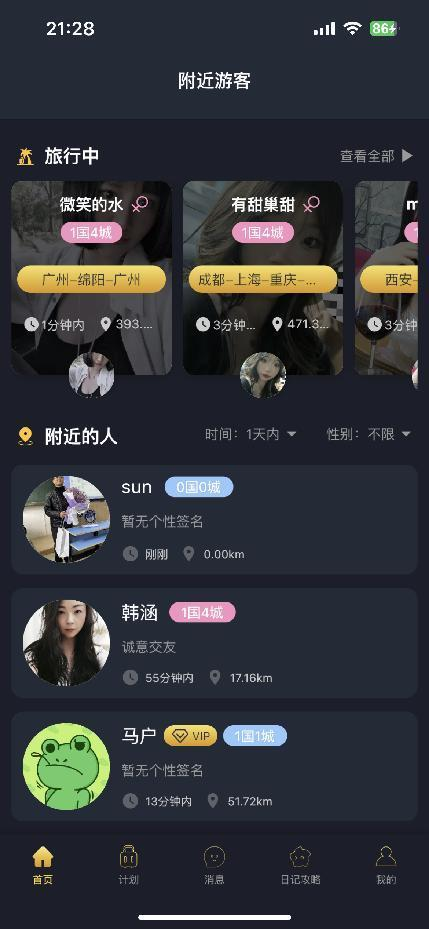 21:28
86
附近游客
旅行中
查看全部
微笑的水
1国4城
广州–绵阳–广州
1分钟内
393....
有甜巢甜
1国4城
成都–上海–重庆–...
3分钟...
471.3...
m
西安–
3分钟
附近的人
时间：1天内
性别：不限
sun
0国0城
暂无个性签名
刚刚
0.00km
韩涵
1国4城
诚意交友
55分钟内
17.16km
马户
VIP
1国1城
暂无个性签名
13分钟内
51.72km
首页
计划
消息
日记攻略
我的